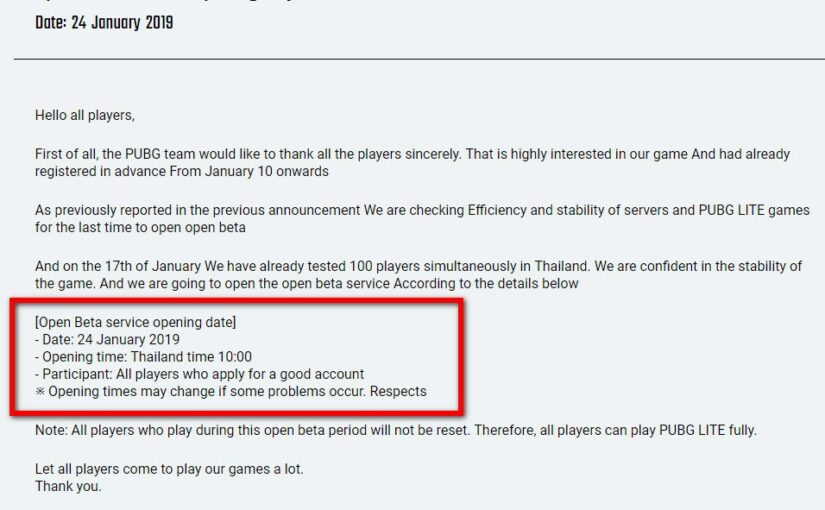 Date: 24 January 2019
Hello all players,
First of all, the PUBG team would like to thank all the players sincerely. That is highly interested in our game And had already
registered in advance From January 10 onwards
As previously reported in the previous announcement We are checking Efficiency and stability of servers and PUBG LITE games
for the last time to open open beta
And on the 17th of January We have already tested 100 players simultaneously in Thailand. We are confident in the stability of
the game. And we are going to open the open beta service According to the details below
[Open Beta service opening date]
- Date: 24 January 2019
- Opening time: Thailand time 10:00
- Participant: All players who apply for a good account
※ Opening times may change if some problems occur. Respects
Note: All players who play during this open beta period will not be reset. Therefore, all players can play PUBG LITE fully.
Let all players come to play our games a lot.
Thank you.